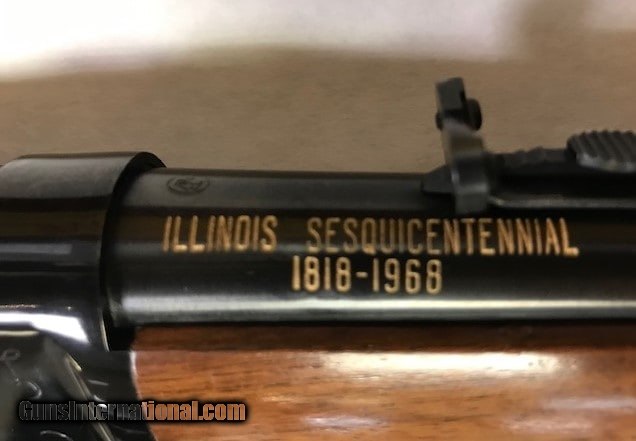 ILLINOIS SESQUICENTENNIAL
1818-1968
GunsInternational.com